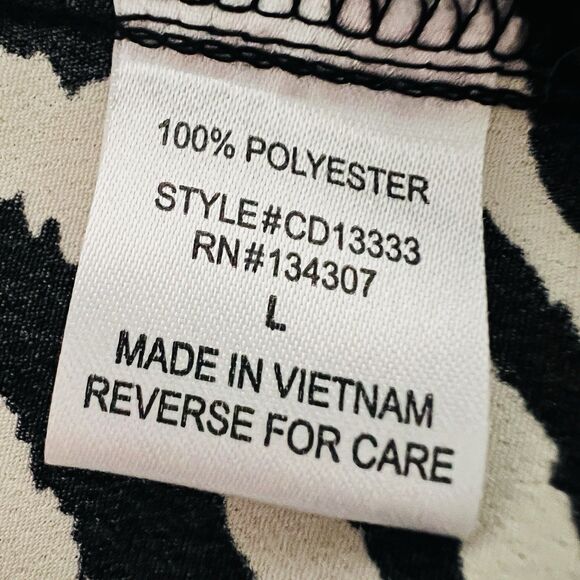 100% POLYESTER
STYLE#CD13333
RN#134307
L
MADE IN VIETNAM
REVERSE FOR CARE